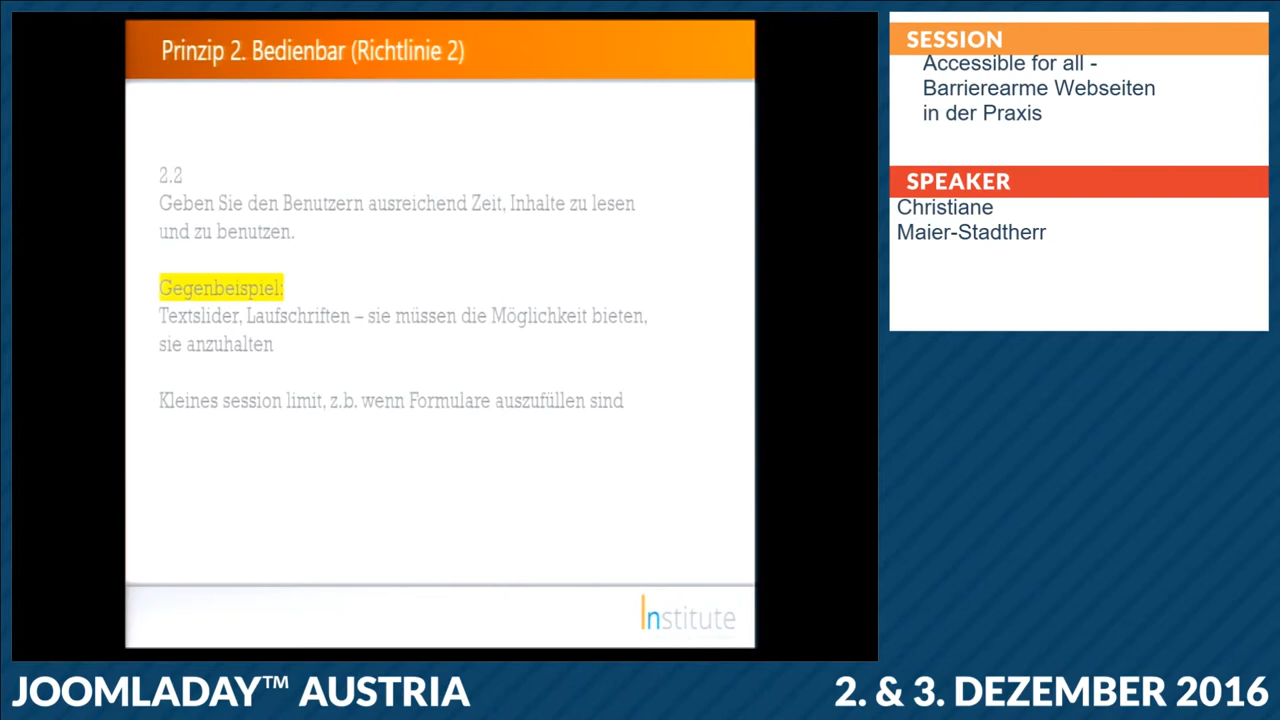 Prinzip 2. Bedienbar (Richtlinie 2)
2.2
Geben Sie den Benutzern ausreichend Zeit, Inhalte zu lesen
und zu benutzen.
Gegenbeispiel:
Textslider, Laufschriften – sie müssen die Möglichkeit bieten,
sie anzuhalten
Kleines session limit, z.b. wenn Formulare auszufüllen sind
Institute
SESSION
Accessible for all -
Barrierearme Webseiten
in der Praxis
SPEAKER
Christiane
Maier-Stadtherr
JOOMLADAY™ AUSTRIA
2. & 3. DEZEMBER 2016